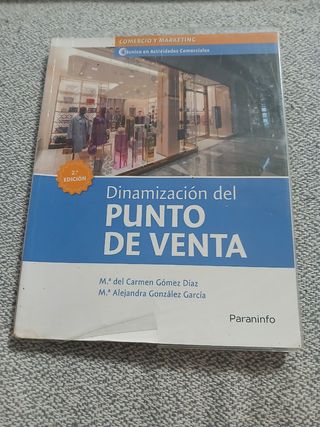 COMERCIO Y MARKETING
Técnico en Actividades Comerciales
2.ª
EDICIÓN
Dinamización del
PUNTO
DE VENTA
M.ª del Carmen Gómez Díaz
M.ª Alejandra González García
Paraninfo